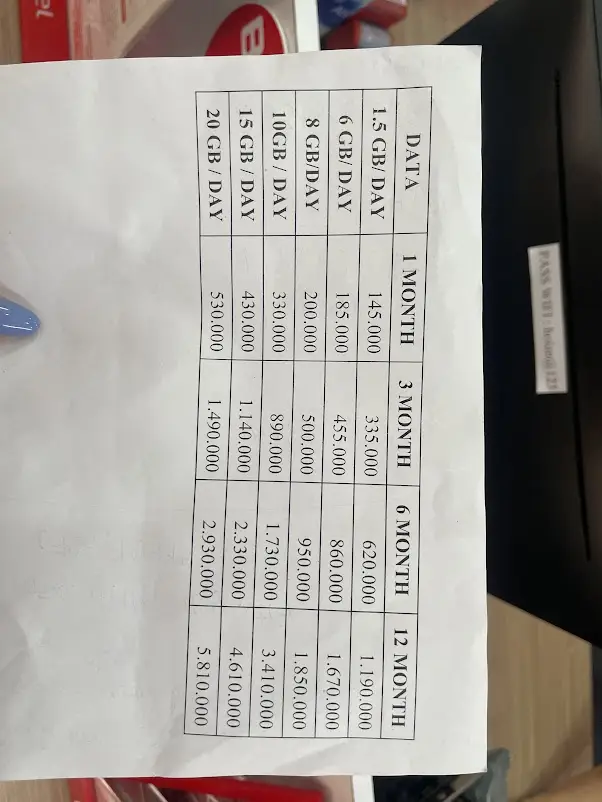 DATA 1 MONTH 3 MONTH 6 MONTH 12 MONTH
1.5 GB/ DAY 145.000 335.000 620.000 1.190.000
6 GB/ DAY 185.000 455.000 860.000 1.670.000
8 GB/DAY 200.000 500.000 950.000 1.850.000
10GB / DAY 330.000 890.000 1.730.000 3.410.000
15 GB / DAY 430.000 1.140.000 2.330.000 4.610.000
20 GB / DAY 530.000 1.490.000 2.930.000 5.810.000
PASS WIFI :